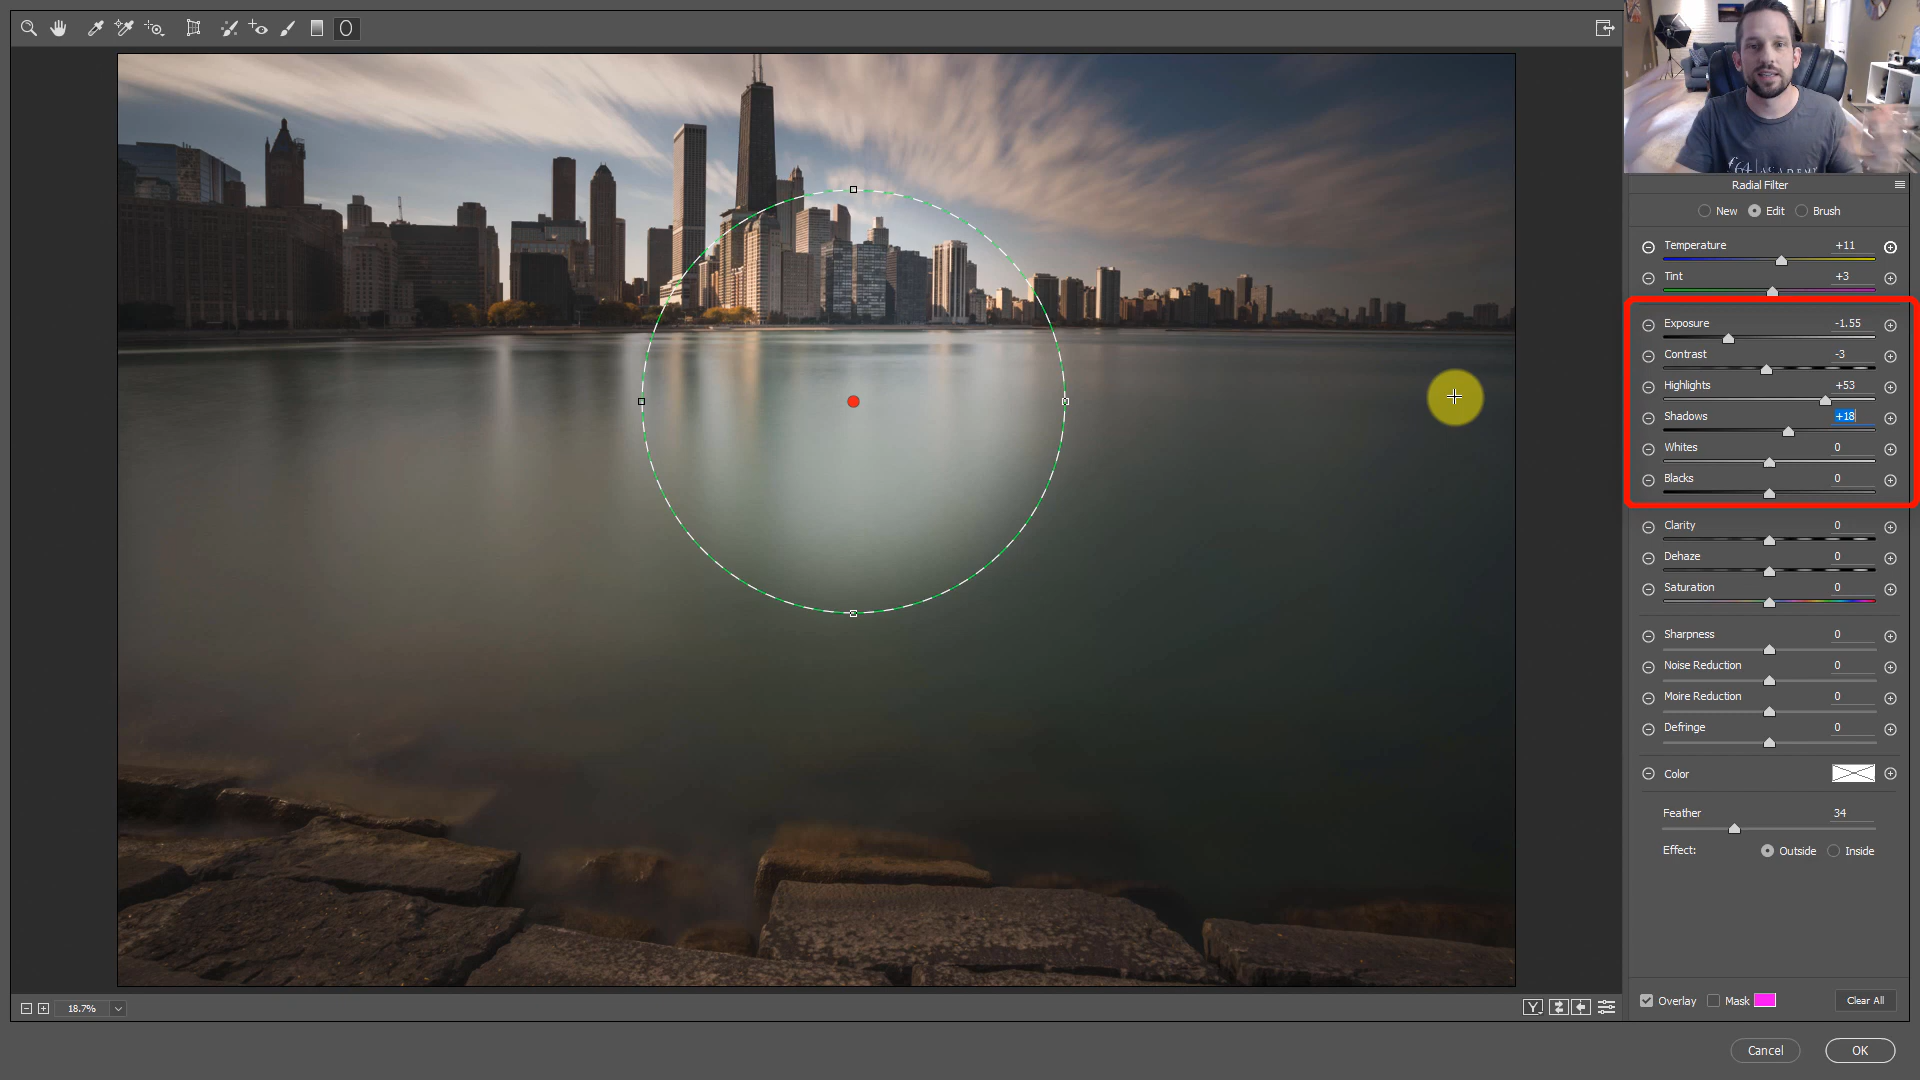 f64 ACADEMY
Radial Filter
New Edit Brush
Temperature +11
Tint +3
Exposure -1.55
Contrast -3
Highlights +53
Shadows +18
Whites 0
Blacks 0
Clarity 0
Dehaze 0
Saturation 0
Sharpness 0
Noise Reduction 0
Moire Reduction 0
Defringe 0
Color
Feather 34
Effect: Outside Inside
18.7% Y
Overlay Mask Clear All
Cancel OK